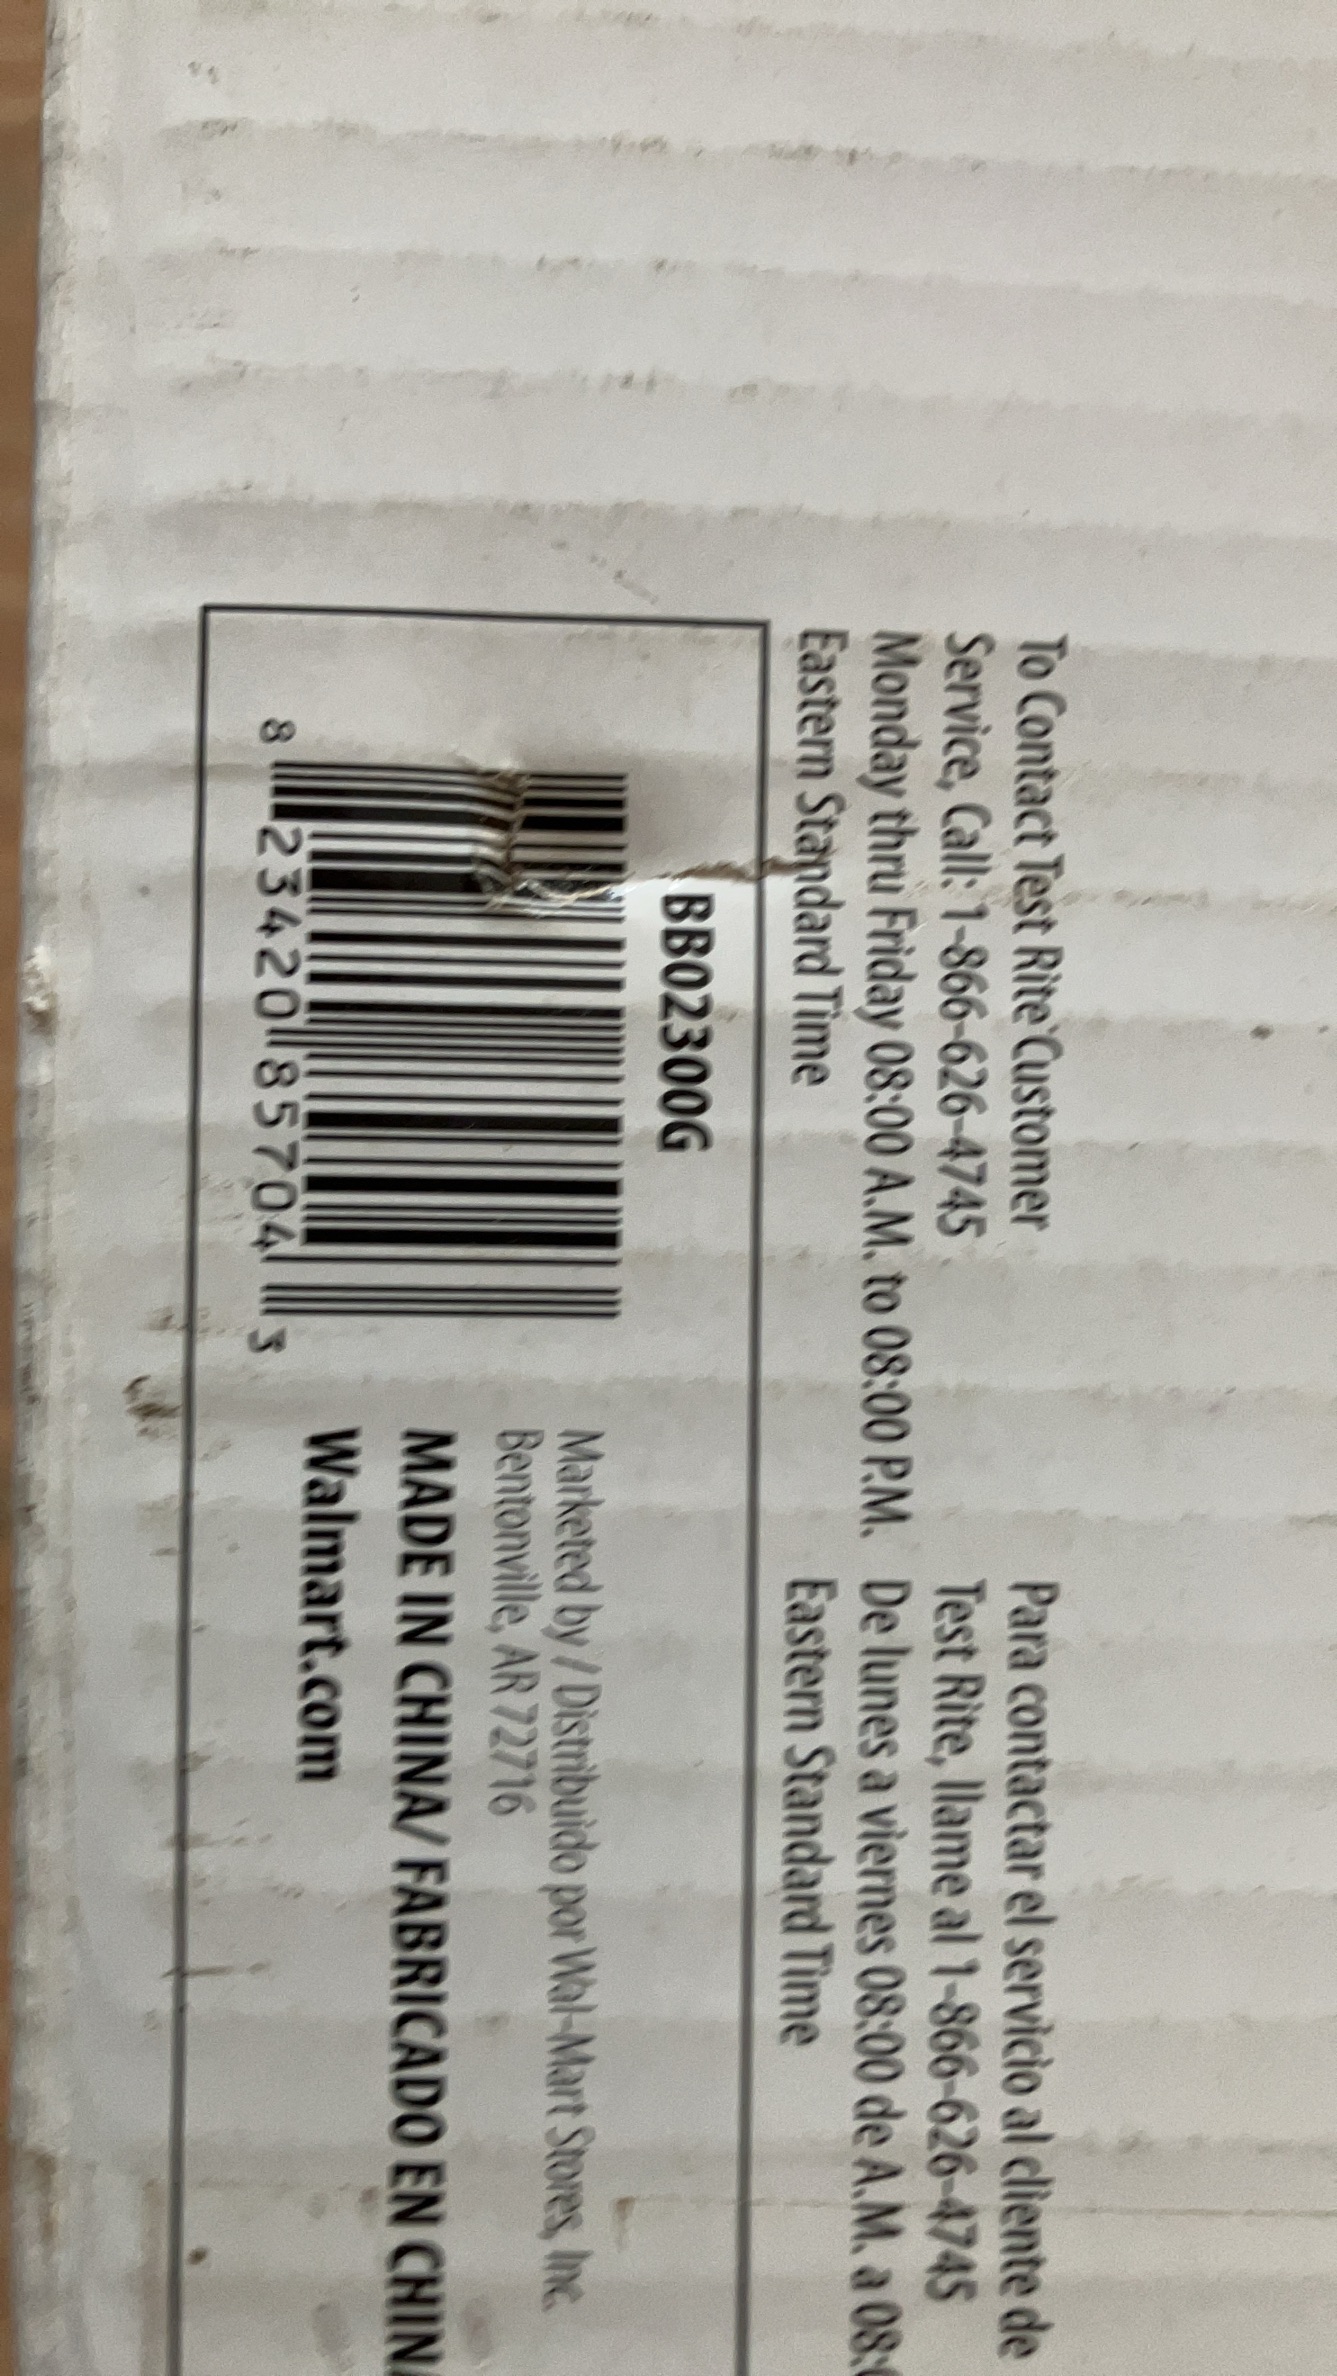 To Contact Test Rite Customer
Service, Call: 1-866-626-4745
Monday thru Friday 08:00 A.M. to 08:00 P.M.
Eastern Standard Time
Para contactar el servicio al cliente de
Test Rite, llame al 1-866-626-4745
De lunes a viernes 08:00 de A.M. a 08:
Eastern Standard Time
BB02300G
8 23420 85704 3
Marketed by / Distribuido por Wal-Mart Stores, Inc.
Bentonville, AR 72716
MADE IN CHINA/ FABRICADO EN CHINA
Walmart.com